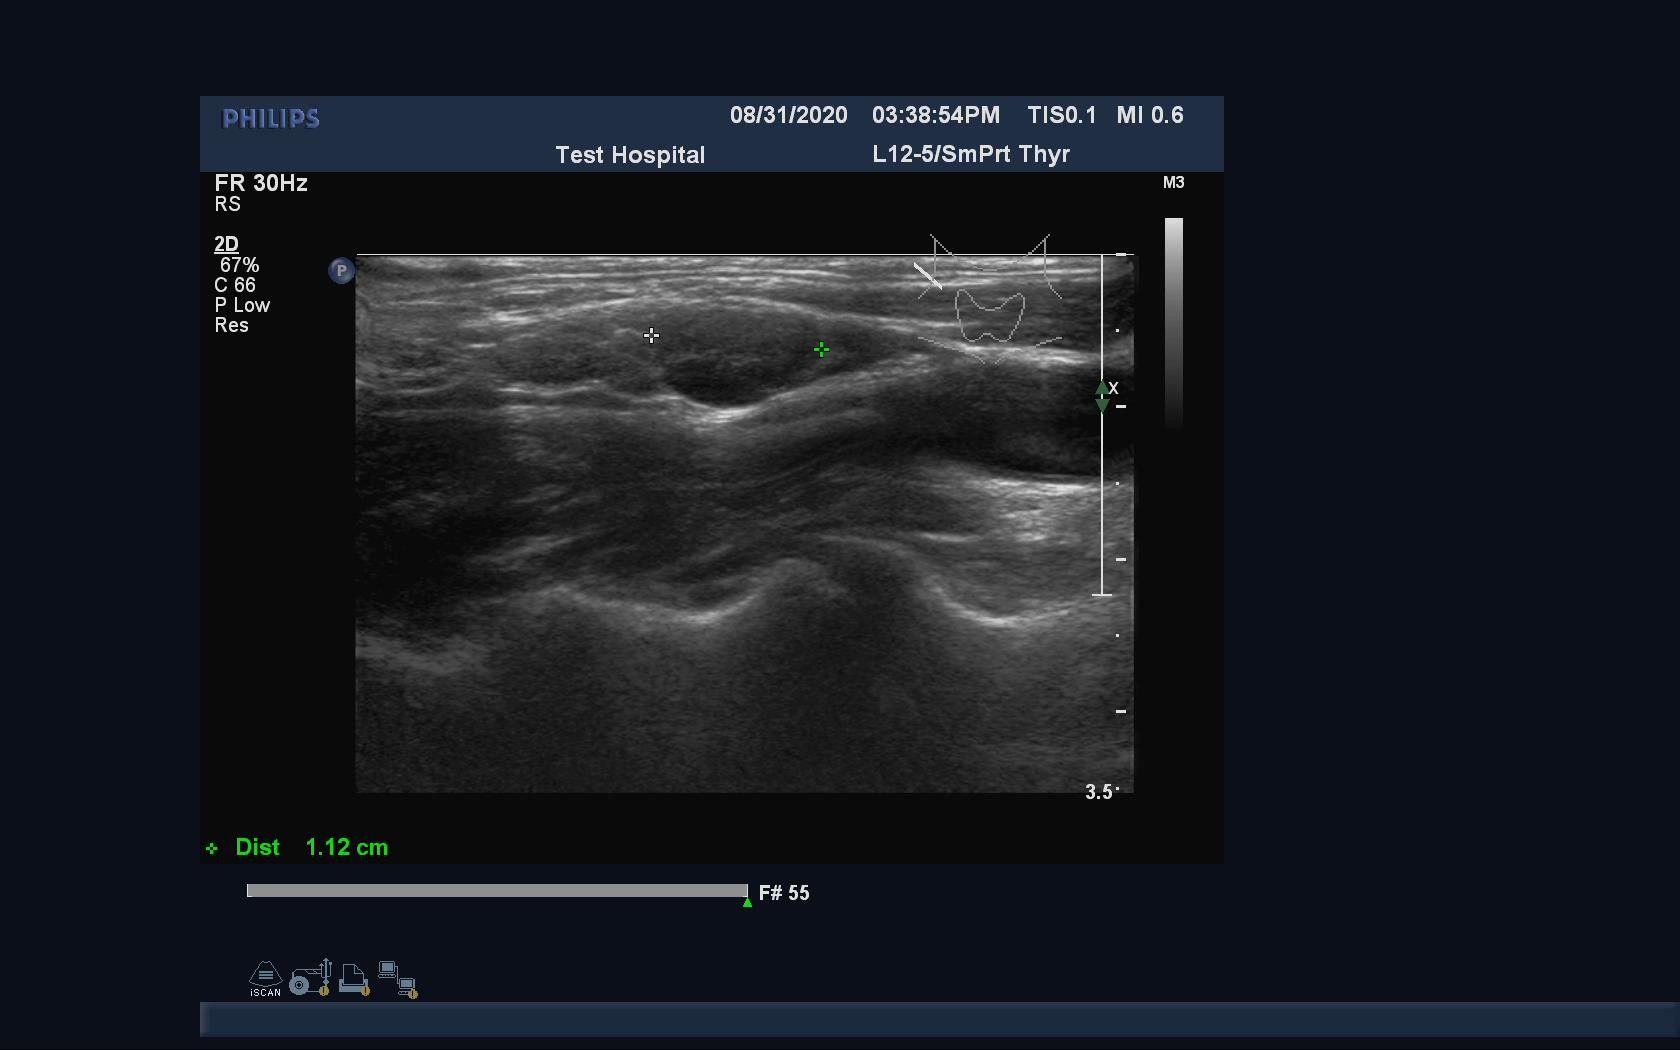 PHILIPS
08/31/2020 03:38:54PM TIS0.1 MI 0.6
Test Hospital L12-5/SmPrt Thyr
FR 30Hz
RS
M3
2D
67%
C 66
P Low
Res
P
X
3.5
Dist 1.12 cm
F# 55
iSCAN